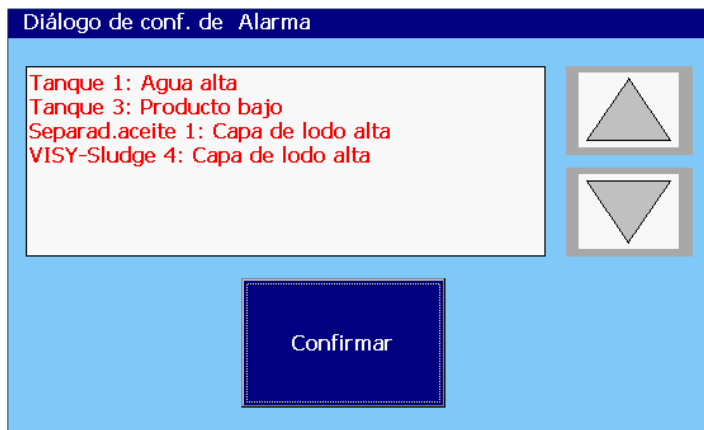 Diálogo de conf. de  Alarma
Tanque 1: Agua alta
Tanque 3: Producto bajo
Separad.aceite 1: Capa de lodo alta
VISY-Sludge 4: Capa de lodo alta
Confirmar